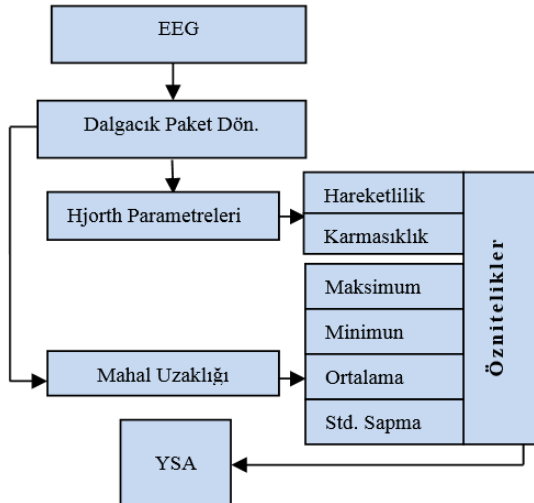 EEG
Dalgacık Paket Dön.
Hjorth Parametreleri
Hareketlilik
Karmasıklık
Maksimum
Minimun
Mahal Uzaklığı
Ortalama
Std. Sapma
Öznitelikler
YSA